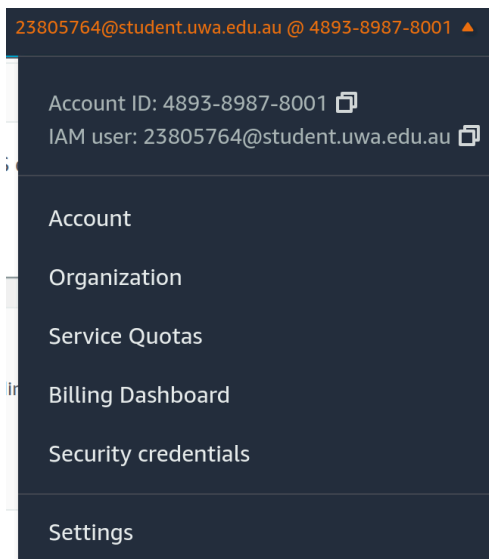 23805764@student.uwa.edu.au @ 4893-8987-8001
Account ID: 4893-8987-8001
IAM user: 23805764@student.uwa.edu.au
Account
Organization
Service Quotas
Billing Dashboard
Security credentials
Settings